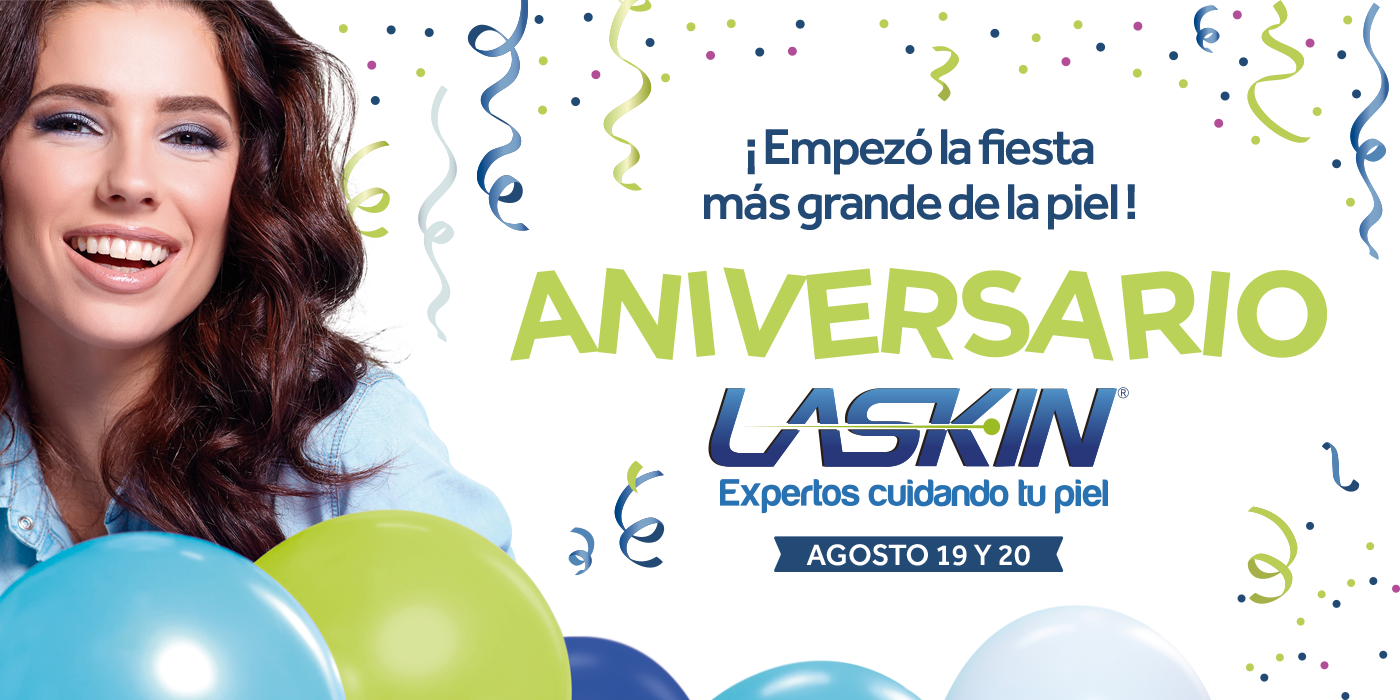 ¡Empezó la fiesta
más grande de la piel!
ANIVERSARIO
LASKIN®
Expertos cuidando tu piel
AGOSTO 19 Y 20